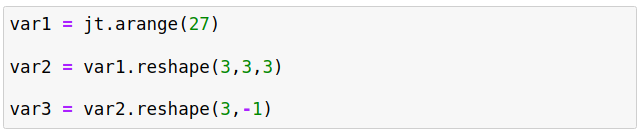 var1 = jt.arange(27)
var2 = var1.reshape(3,3,3)
var3 = var2.reshape(3,-1)